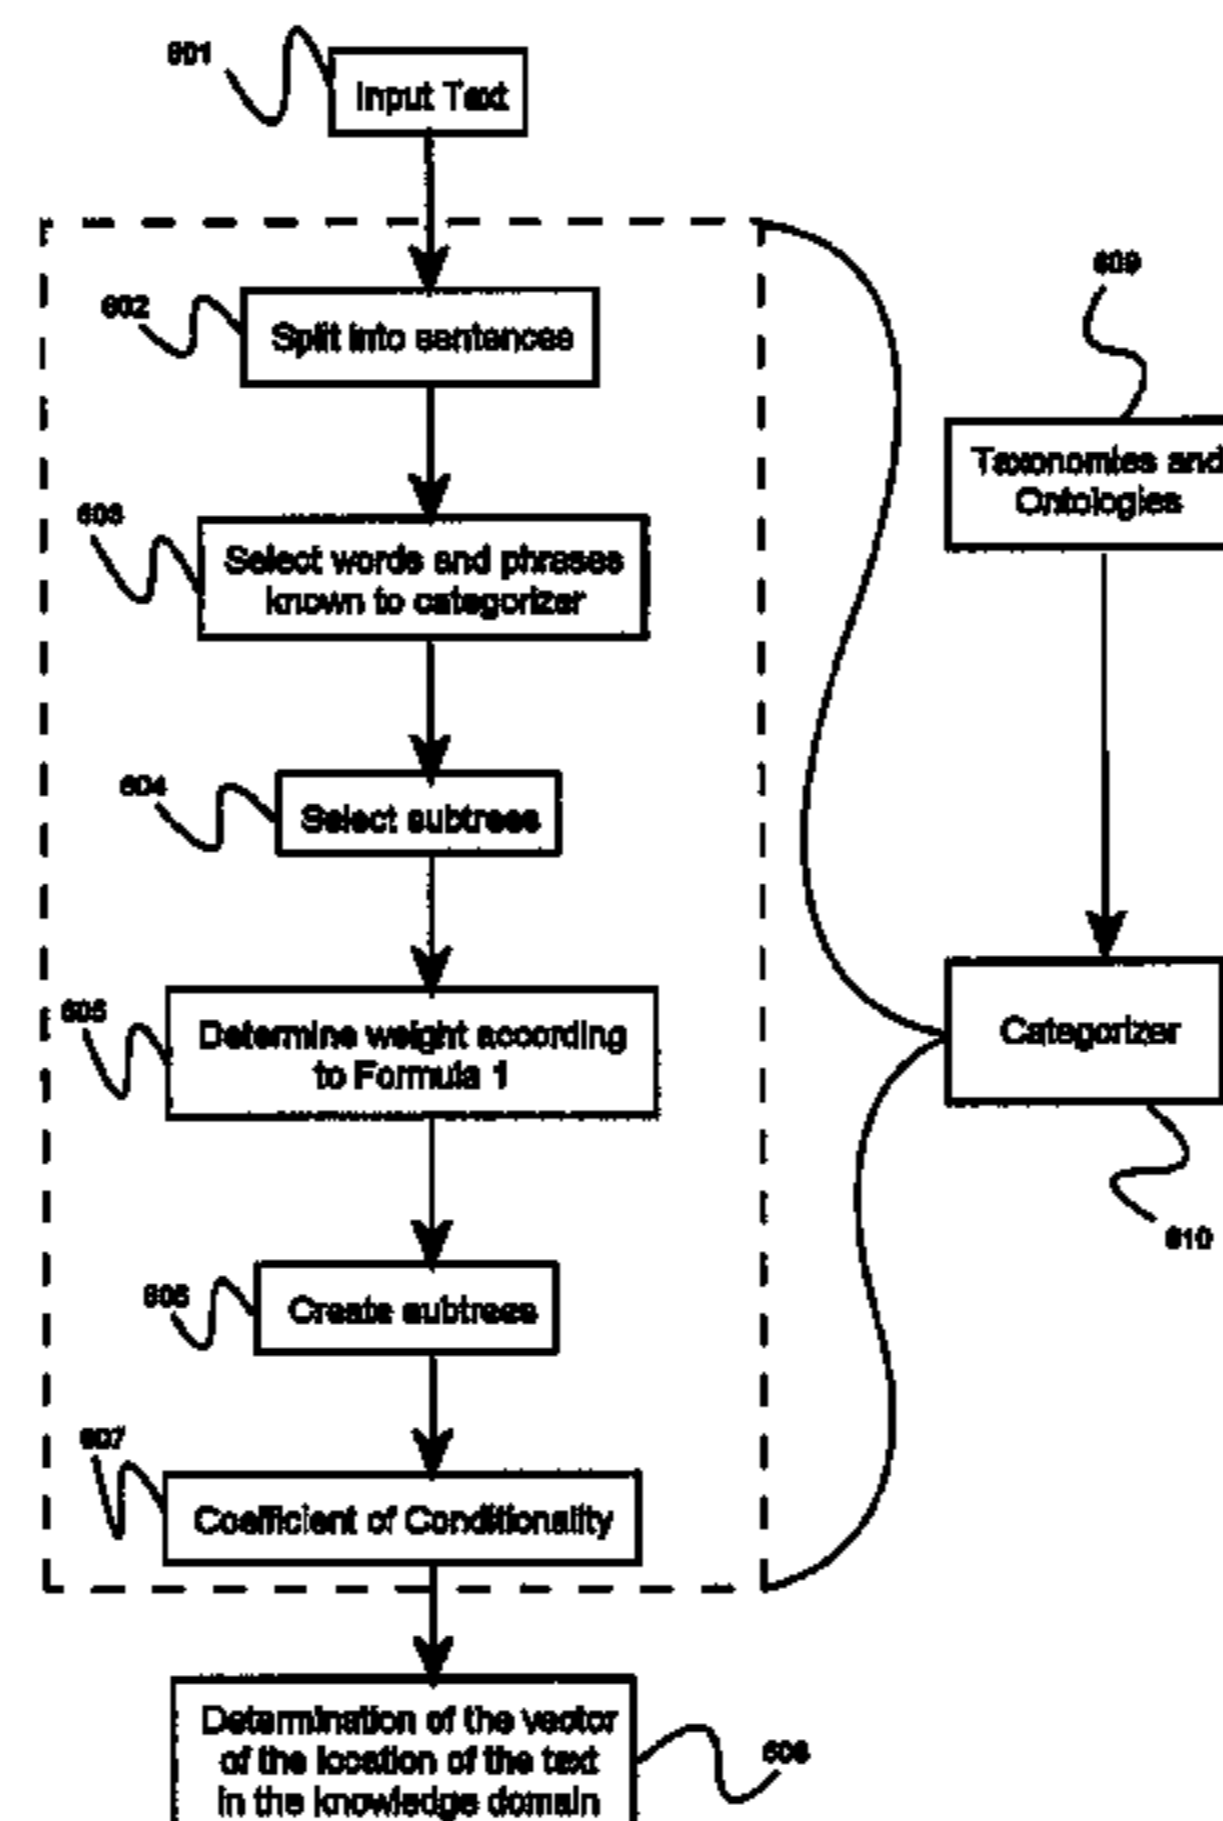 601
Input Text
602
Split into sentences
603
Select words and phrases
known to categorizer
604
Select subtrees
605
Determine weight according
to Formula 1
606
Create subtrees
607
Coefficient of Conditionality
Determination of the vector
of the location of the text
in the knowledge domain
608
609
Taxonomies and
Ontologies
Categorizer
610